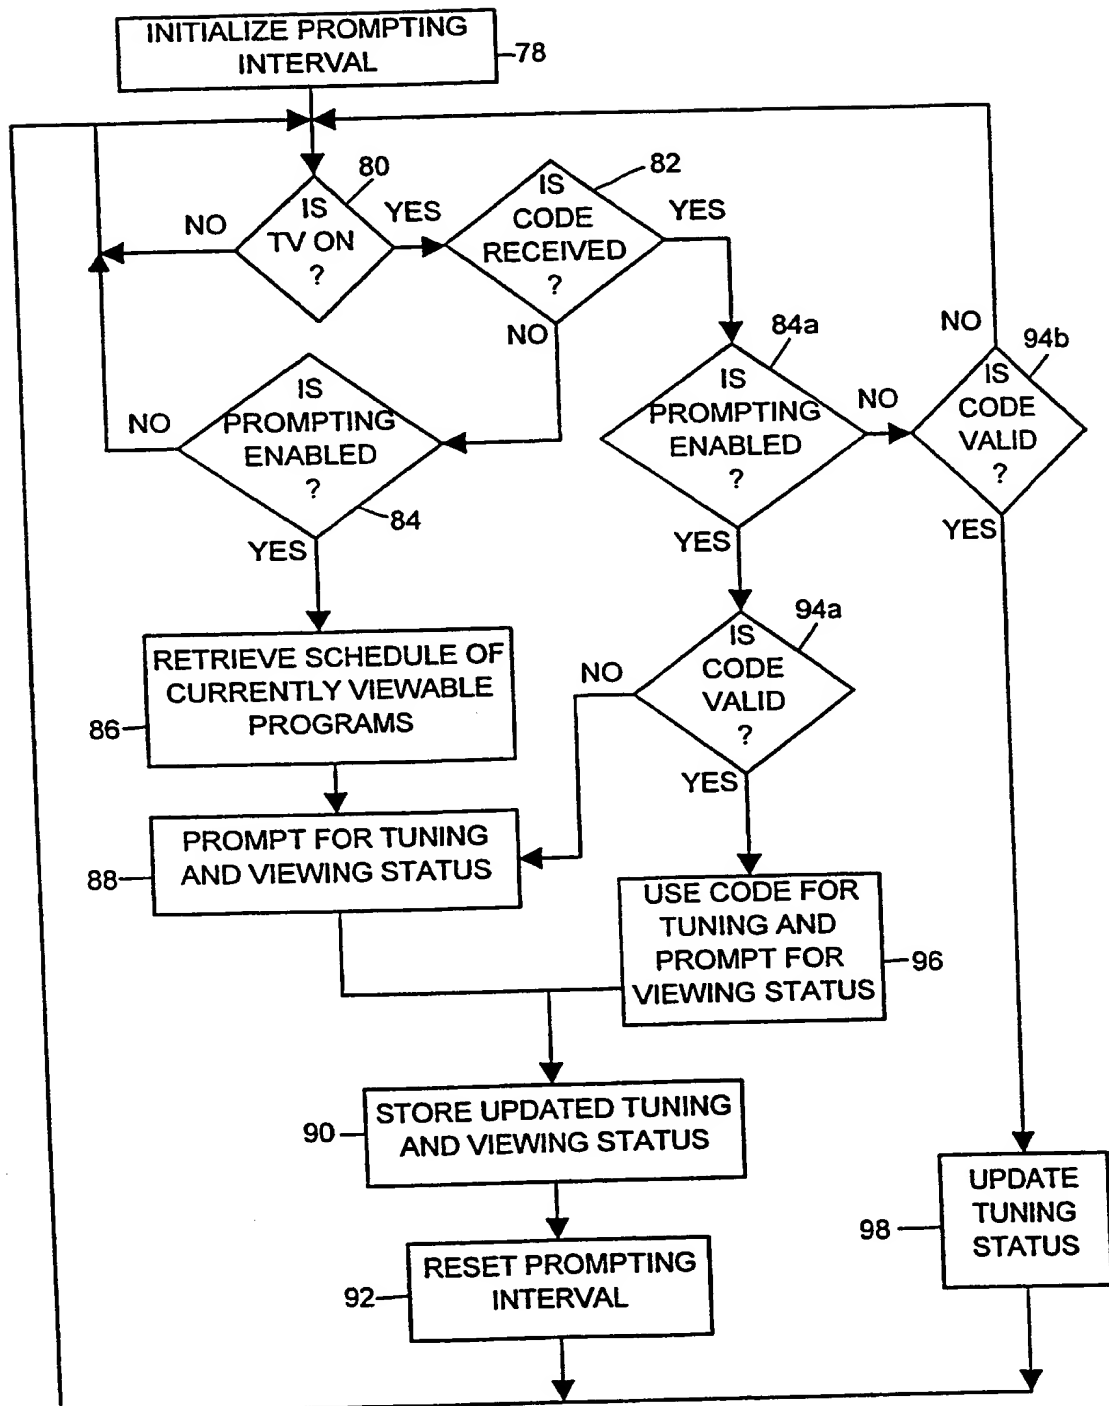 INITIALIZE PROMPTING
INTERVAL
78
80
IS
TV ON
?
NO
YES
82
IS
CODE
RECEIVED
?
YES
NO
84a
IS
PROMPTING
ENABLED
?
NO
YES
94b
IS
CODE
VALID
?
NO
YES
IS
PROMPTING
ENABLED
?
NO
84
YES
94a
IS
CODE
VALID
?
NO
YES
RETRIEVE SCHEDULE OF
CURRENTLY VIEWABLE
PROGRAMS
86
PROMPT FOR TUNING
AND VIEWING STATUS
88
USE CODE FOR
TUNING AND
PROMPT FOR
VIEWING STATUS
96
STORE UPDATED TUNING
AND VIEWING STATUS
90
UPDATE
TUNING
STATUS
98
RESET PROMPTING
INTERVAL
92